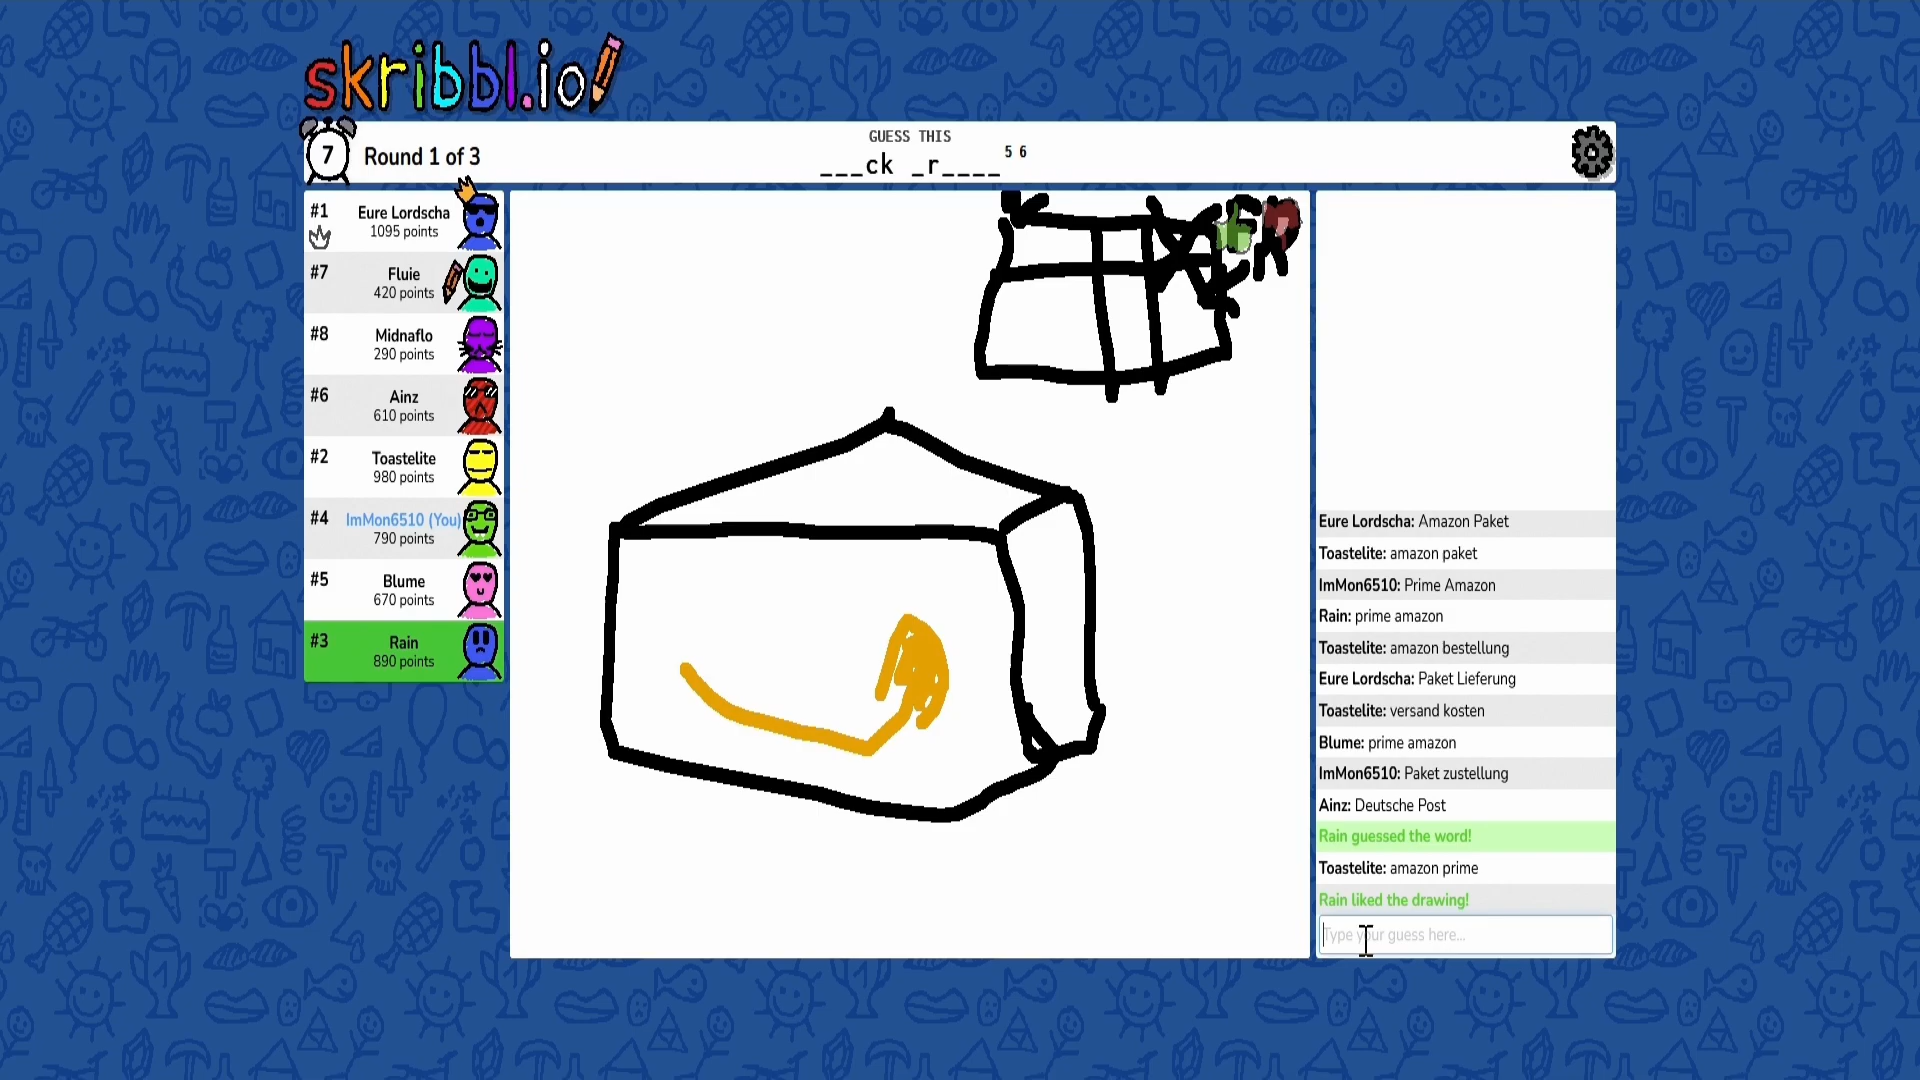 skribbl.io
7
Round 1 of 3
GUESS THIS
___ck _r____ 5 6
#1
Eure Lordscha
1095 points
#7
Fluie
420 points
#8
Midnaflo
290 points
#6
Ainz
610 points
#2
Toastelite
980 points
#4
ImMon6510 (You)
790 points
#5
Blume
670 points
#3
Rain
890 points
Eure Lordscha: Amazon Paket
Toastelite: amazon paket
ImMon6510: Prime Amazon
Rain: prime amazon
Toastelite: amazon bestellung
Eure Lordscha: Paket Lieferung
Toastelite: versand kosten
Blume: prime amazon
ImMon6510: Paket zustellung
Ainz: Deutsche Post
Rain guessed the word!
Toastelite: amazon prime
Rain liked the drawing!
Type your guess here...